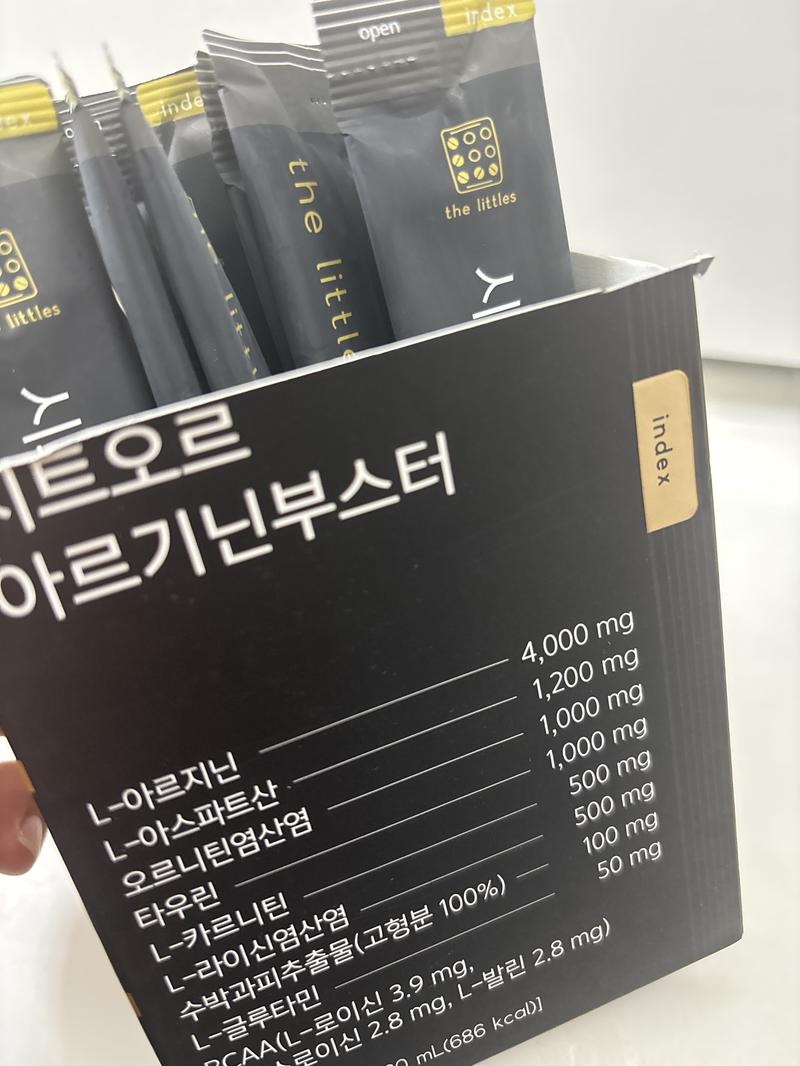 open
index
index
the littles
the little
littles
시트오르
아르기닌부스터
index
L-아르지닌 4,000 mg
L-아스파트산 1,200 mg
오르니틴염산염 1,000 mg
타우린 1,000 mg
L-카르니틴 500 mg
L-라이신염산염 500 mg
수박과피추출물(고형분 100%) 100 mg
L-글루타민 50 mg
BCAA(L-로이신 3.9 mg,
로이신 2.8 mg, L-발린 2.8 mg)
mL(686 kcal)]